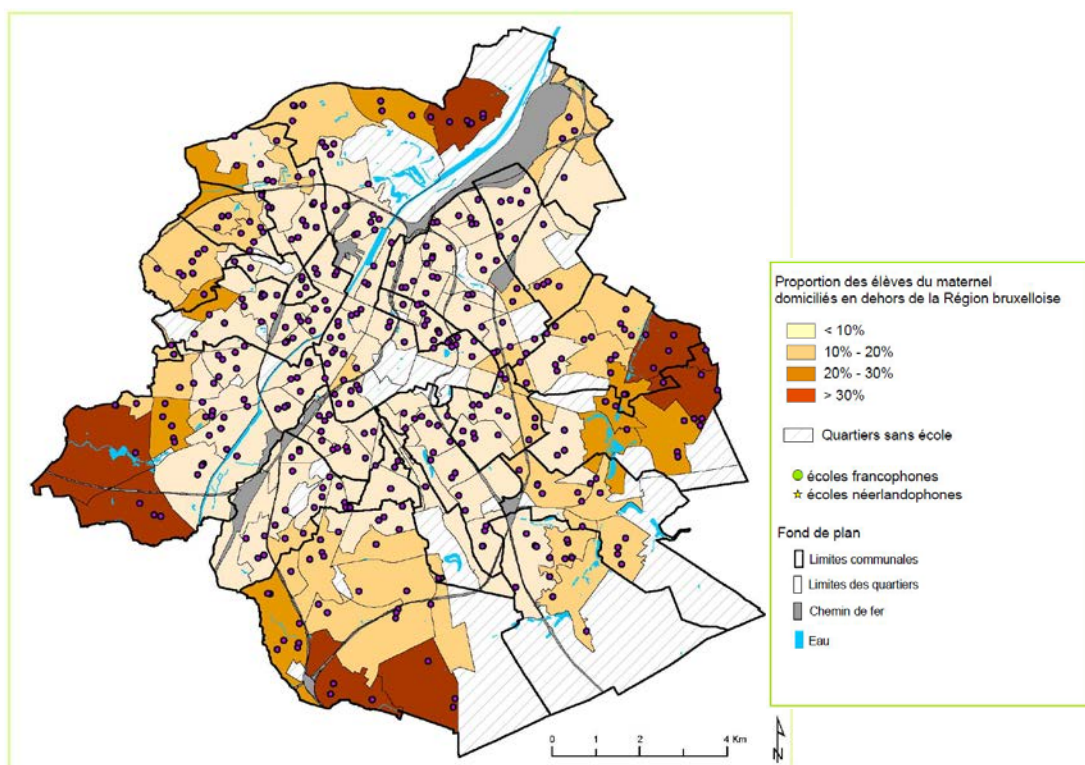 Proportion des élèves du maternel
domiciliés en dehors de la Région bruxelloise
< 10%
10% - 20%
20% - 30%
> 30%
Quartiers sans école
écoles francophones
écoles néerlandophones
Fond de plan
Limites communales
Limites des quartiers
Chemin de fer
Eau
0 1 2 4 Km
N